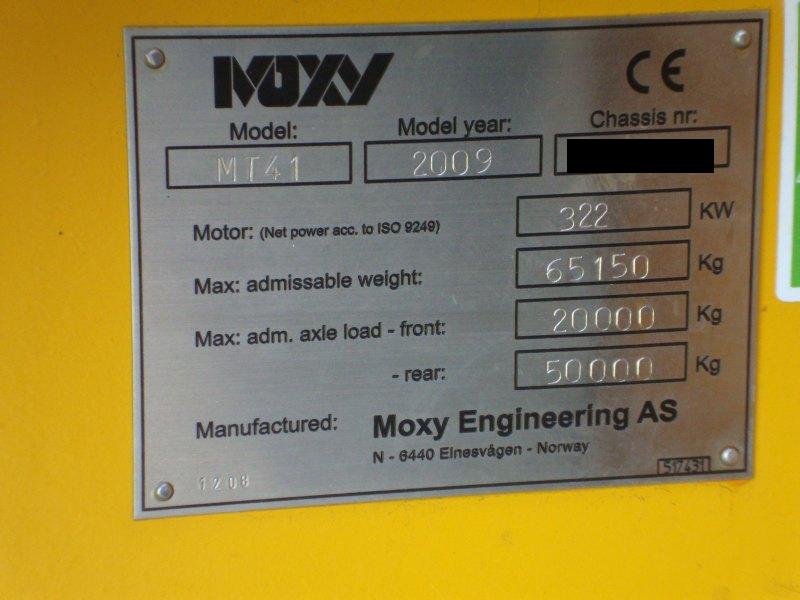 MOXY CE
Model: Model year: Chassis nr:
MT41 2009
Motor: (Net power acc. to ISO 9249) 322 KW
Max: admissable weight: 65150 Kg
Max: adm. axle load - front: 20000 Kg
- rear: 50000 Kg
Manufactured: Moxy Engineering AS
N - 6440 Elnesvågen - Norway
1208 517431